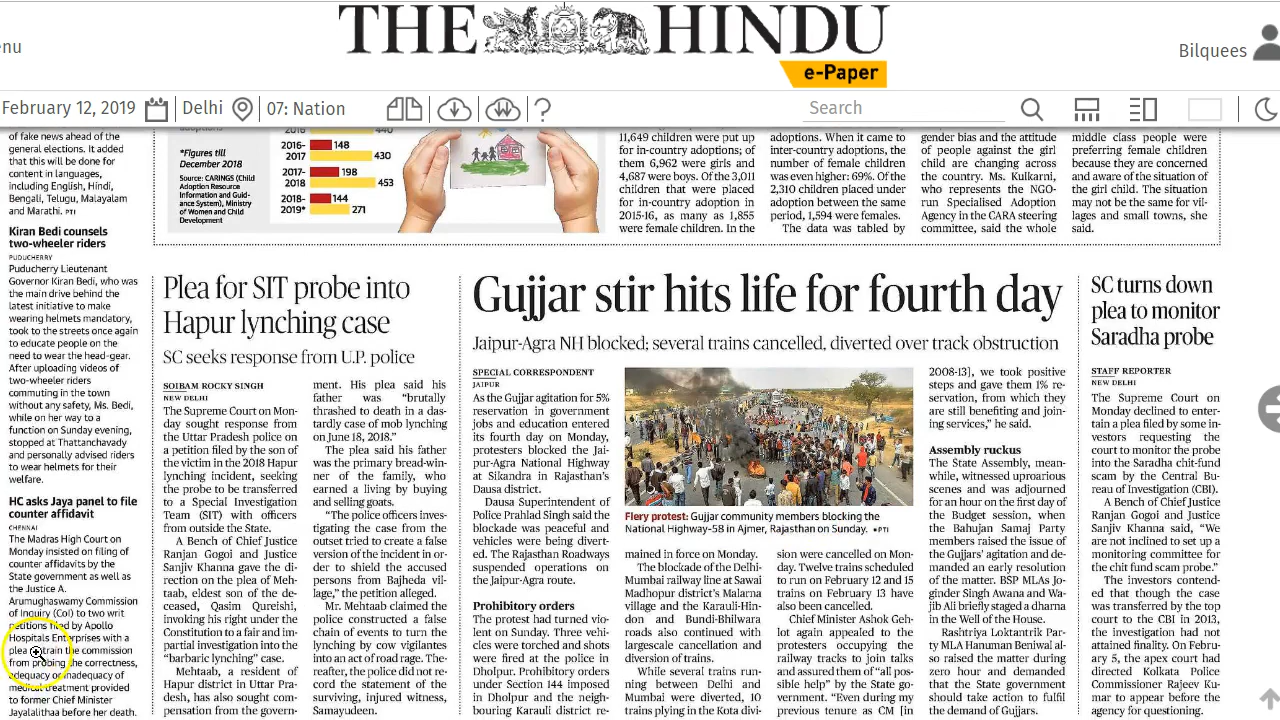 THE HINDU
e-Paper
enu
Bilquees
February 12, 2019
Delhi
07: Nation
?
Search
of fake news ahead of the
general elections. It added
that this will be done for
content in languages,
including English, Hindi,
Bengali, Telugu, Malayalam
and Marathi. PTI
Kiran Bedi counsels
two-wheeler riders
PUDUCHERRY
Puducherry Lieutenant
Governor Kiran Bedi, who was
the main drive behind the
latest initiative to make
wearing helmets mandatory,
took to the streets once again
to educate people on the
need to wear the head-gear.
After uploading videos of
two-wheeler riders
commuting in the town
without any safety, Ms. Bedi,
while on her way to a
function on Sunday evening,
stopped at Thattanchavady
and personally advised riders
to wear helmets for their
welfare.
HC asks Jaya panel to file
counter affidavit
CHENNAI
The Madras High Court on
Monday insisted on filing of
counter affidavits by the
State government as well as
the Justice A.
Arumughaswamy Commission
of Inquiry (CoI) to two writ
petitions filed by Apollo
Hospitals Enterprises with a
plea to restrain the commission
from probing the correctness,
adequacy or inadequacy of
medical treatment provided
to former Chief Minister
Jayalalithaa before her death.
2016 440
2016- 148
2017 430
2017- 198
2018 453
2018- 144
2019* 271
*Figures till
December 2018
Source: CARINGS (Child
Adoption Resource
Information and Guid-
ance System), Ministry
of Women and Child
Development
11,649 children were put up
for in-country adoptions; of
them 6,962 were girls and
4,687 were boys. Of the 3,011
children that were placed
for in-country adoption in
2015-16, as many as 1,855
were female children. In the
adoptions. When it came to
inter-country adoptions, the
number of female children
was even higher: 69%. Of the
2,310 children placed under
adoption between the same
period, 1,594 were females.
The data was tabled by
gender bias and the attitude
of people against the girl
child are changing across
the country. Ms. Kulkarni,
who represents the NGO-
run Specialised Adoption
Agency in the CARA steering
committee, said the whole
middle class people were
preferring female children
because they are concerned
and aware of the situation of
the girl child. The situation
may not be the same for vil-
lages and small towns, she
said.
Plea for SIT probe into
Hapur lynching case
SC seeks response from U.P. police
SOIBAM ROCKY SINGH
NEW DELHI
The Supreme Court on Mon-
day sought response from
the Uttar Pradesh police on
a petition filed by the son of
the victim in the 2018 Hapur
lynching incident, seeking
the probe to be transferred
to a Special Investigation
Team (SIT) with officers
from outside the State.
A Bench of Chief Justice
Ranjan Gogoi and Justice
Sanjiv Khanna gave the di-
rection on the plea of Meh-
taab, eldest son of the de-
ceased, Qasim Qureishi,
invoking his right under the
Constitution to a fair and im-
partial investigation into the
“barbaric lynching” case.
Mehtaab, a resident of
Hapur district in Uttar Pra-
desh, has also sought com-
pensation from the govern-
ment. His plea said his
father was “brutally
thrashed to death in a das-
tardly case of mob lynching
on June 18, 2018.”
The plea said his father
was the primary bread-win-
ner of the family, who
earned a living by buying
and selling goats.
“The police officers inves-
tigating the case from the
outset tried to create a false
version of the incident in or-
der to shield the accused
persons from Bajheda vil-
lage,” the petition alleged.
Mr. Mehtaab claimed the
police constructed a false
chain of events to turn the
lynching by cow vigilantes
into an act of road rage. The-
reafter, the police did not re-
cord the statement of the
surviving, injured witness,
Samayudeen.
Gujjar stir hits life for fourth day
Jaipur-Agra NH blocked; several trains cancelled, diverted over track obstruction
SPECIAL CORRESPONDENT
JAIPUR
As the Gujjar agitation for 5%
reservation in government
jobs and education entered
its fourth day on Monday,
protesters blocked the Jai-
pur-Agra National Highway
at Sikandra in Rajasthan’s
Dausa district.
Dausa Superintendent of
Police Prahlad Singh said the
blockade was peaceful and
vehicles were being divert-
ed. The Rajasthan Roadways
suspended operations on
the Jaipur-Agra route.
Prohibitory orders
The protest had turned vio-
lent on Sunday. Three vehi-
cles were torched and shots
were fired at the police in
Dholpur. Prohibitory orders
under Section 144 imposed
in Dholpur and the neigh-
bouring Karauli district re-
Fiery protest: Gujjar community members blocking the
National Highway-58 in Ajmer, Rajasthan on Sunday. •PTI
mained in force on Monday.
The blockade of the Delhi-
Mumbai railway line at Sawai
Madhopur district’s Malarna
village and the Karauli-Hin-
don and Bundi-Bhilwara
roads also continued with
largescale cancellation and
diversion of trains.
While several trains run-
ning between Delhi and
Mumbai were diverted, 10
trains plying in the Kota divi-
sion were cancelled on Mon-
day. Twelve trains scheduled
to run on February 12 and 15
trains on February 13 have
also been cancelled.
Chief Minister Ashok Geh-
lot again appealed to the
protesters occupying the
railway tracks to join talks
and assured them of “all pos-
sible help” by the State go-
vernment. “Even during my
previous tenure as CM [in
2008-13], we took positive
steps and gave them 1% re-
servation, from which they
are still benefiting and join-
ing services,” he said.
Assembly ruckus
The State Assembly, mean-
while, witnessed uproarious
scenes and was adjourned
for an hour on the first day of
the Budget session, when
the Bahujan Samaj Party
members raised the issue of
the Gujjars’ agitation and de-
manded an early resolution
of the matter. BSP MLAs Jo-
ginder Singh Awana and Wa-
jib Ali briefly staged a dharna
in the Well of the House.
Rashtriya Loktantrik Par-
ty MLA Hanuman Beniwal al-
so raised the matter during
zero hour and demanded
that the State government
should take action to fulfil
the demand of Gujjars.
SC turns down
plea to monitor
Saradha probe
STAFF REPORTER
NEW DELHI
The Supreme Court on
Monday declined to enter-
tain a plea filed by some in-
vestors requesting the
court to monitor the probe
into the Saradha chit-fund
scam by the Central Bu-
reau of Investigation (CBI).
A Bench of Chief Justice
Ranjan Gogoi and Justice
Sanjiv Khanna said, “We
are not inclined to set up a
monitoring committee for
the chit fund scam probe.”
The investors contend-
ed that though the case
was transferred by the top
court to the CBI in 2013,
the investigation had not
attained finality. On Febru-
ary 5, the apex court had
directed Kolkata Police
Commissioner Rajeev Ku-
mar to appear before the
agency for questioning.